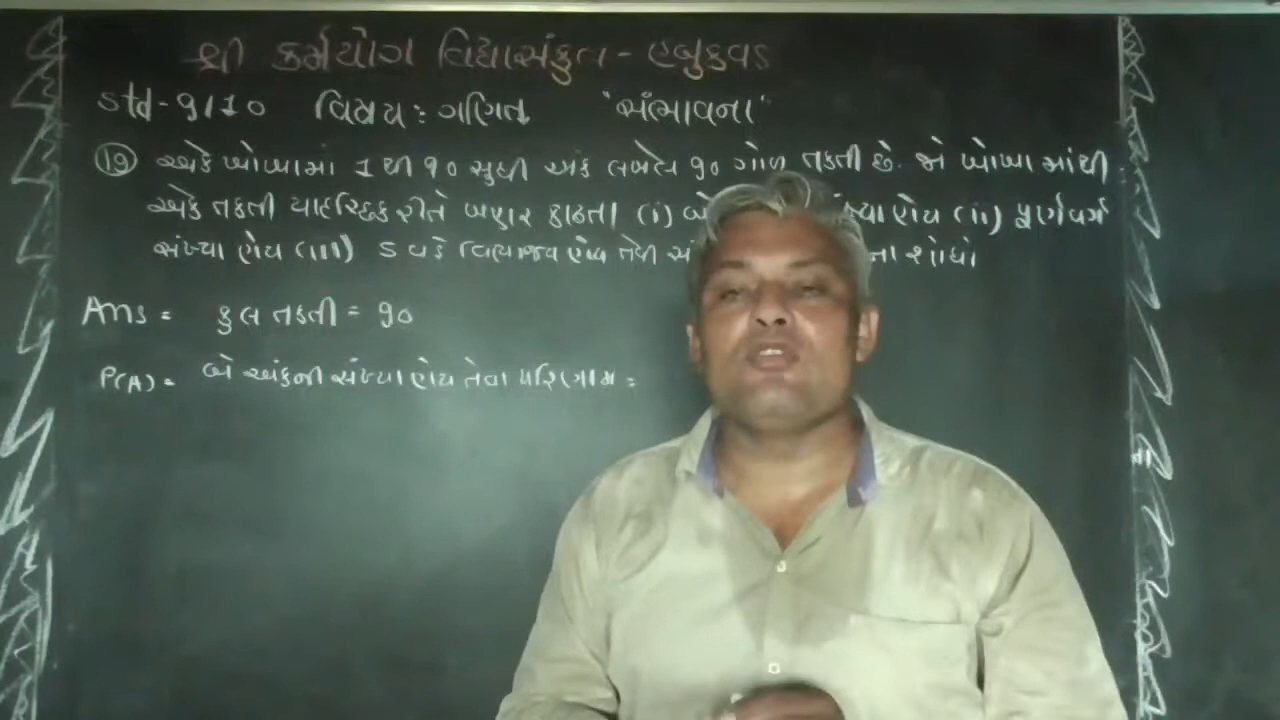 શ્રી કર્મયોગ વિદ્યાસંકુલ - હબુકવડ
Std - 9/10 વિષય : ગણિત "સંભાવના"
19 એક ખોખામાં 1 થી 90 સુધી અંક લખેલ 90 ગોળ તકતી છે. જો ખોખા માંથી
એક તકતી યાદચ્છિક રીતે બહાર કાઢતા (i) બે (ii) પૂર્ણવર્ગ
સંખ્યા હોય (iii) 5 વડે વિભાજ્ય હોય તેવી શોધો
Ans = કુલ તકતી = 90
P(A) = બે અંકની સંખ્યા હોય તેવા પરિણામ =